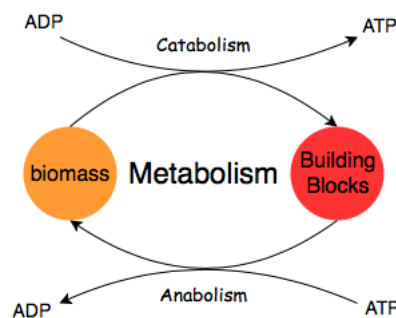 ADP
ATP
Catabolism
biomass
Metabolism
Building
Blocks
Anabolism
ADP
ATP